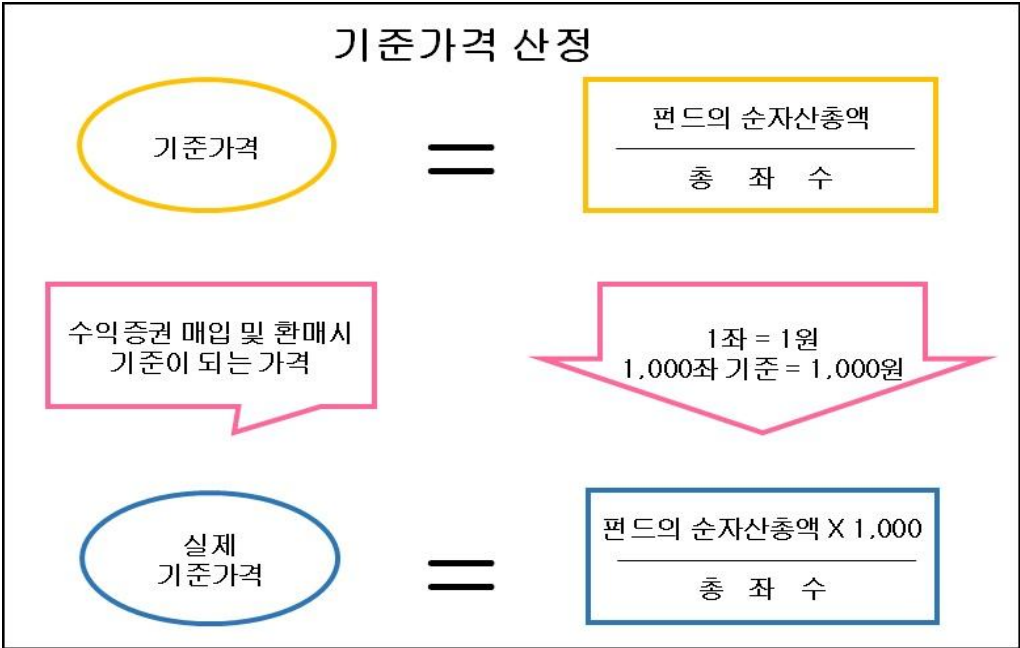 기준가격 산정
기준가격
=
펀드의 순자산총액
총 좌 수
수익증권 매입 및 환매시
기준이 되는 가격
1좌 = 1원
1,000좌 기준 = 1,000원
실제
기준가격
=
펀드의 순자산총액 X 1,000
총 좌 수